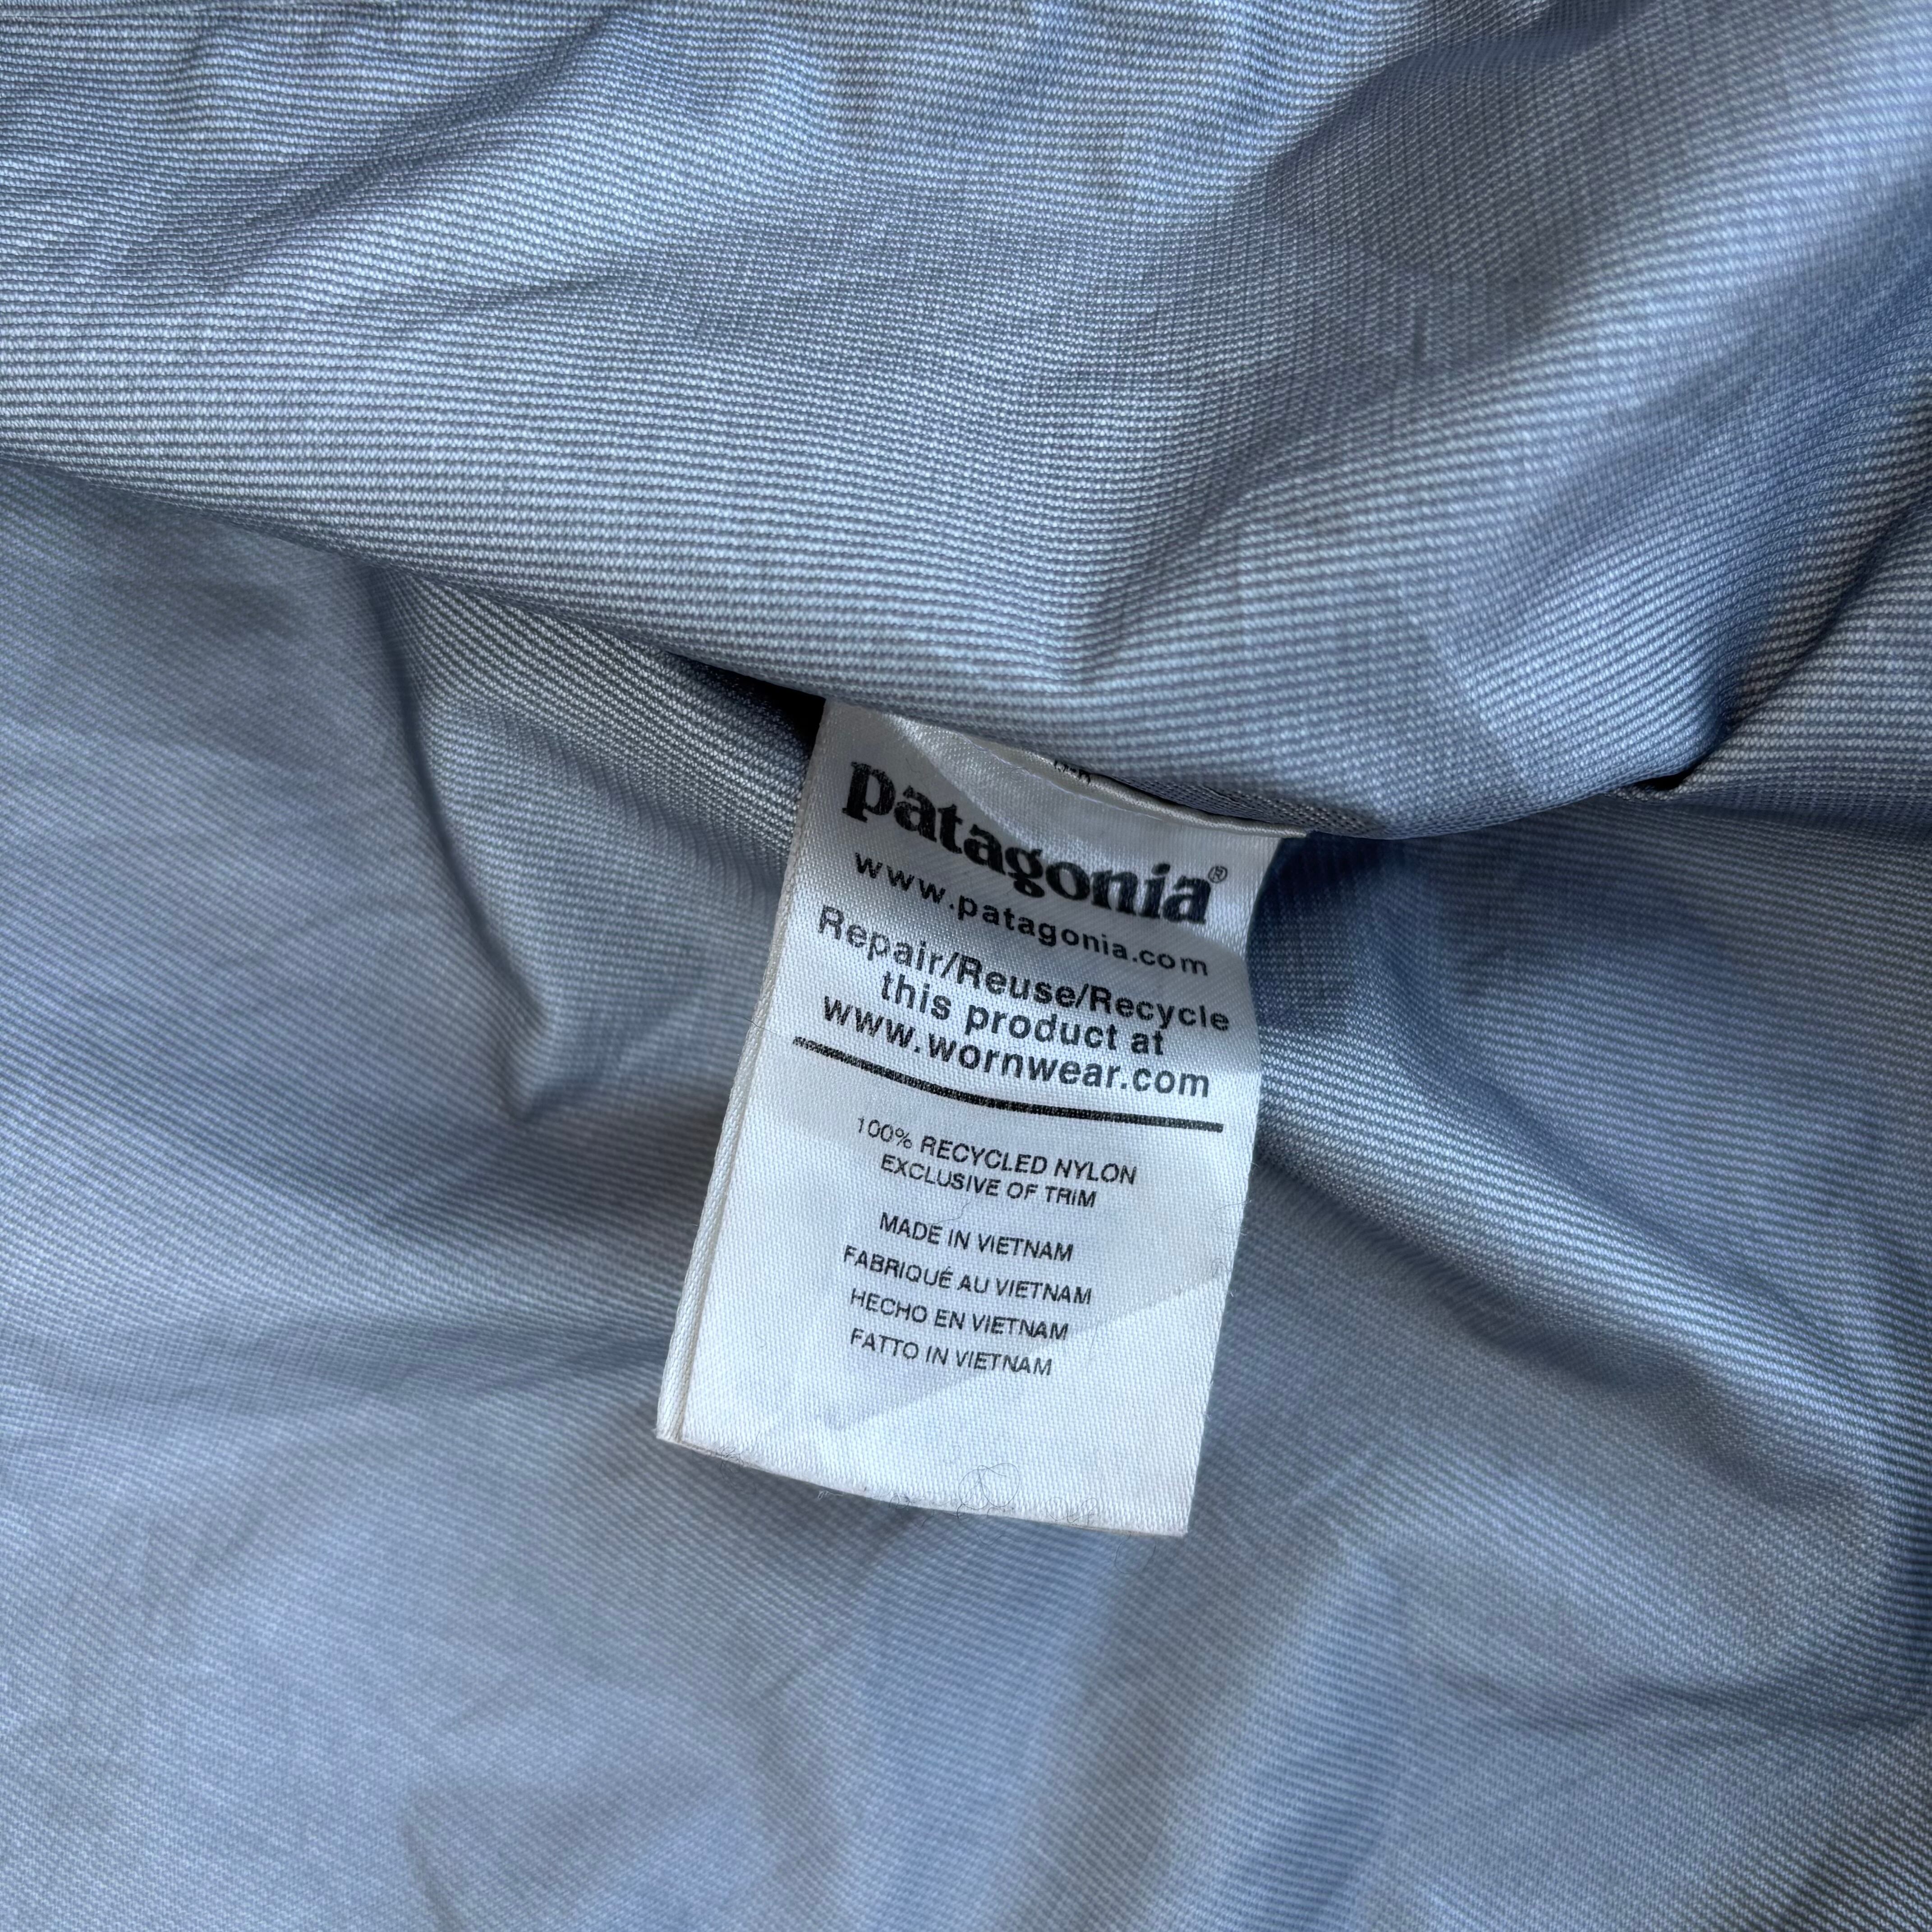 patagonia®
www.patagonia.com
Repair/Reuse/Recycle
this product at
www.wornwear.com
100% RECYCLED NYLON
EXCLUSIVE OF TRIM
MADE IN VIETNAM
FABRIQUÉ AU VIETNAM
HECHO EN VIETNAM
FATTO IN VIETNAM